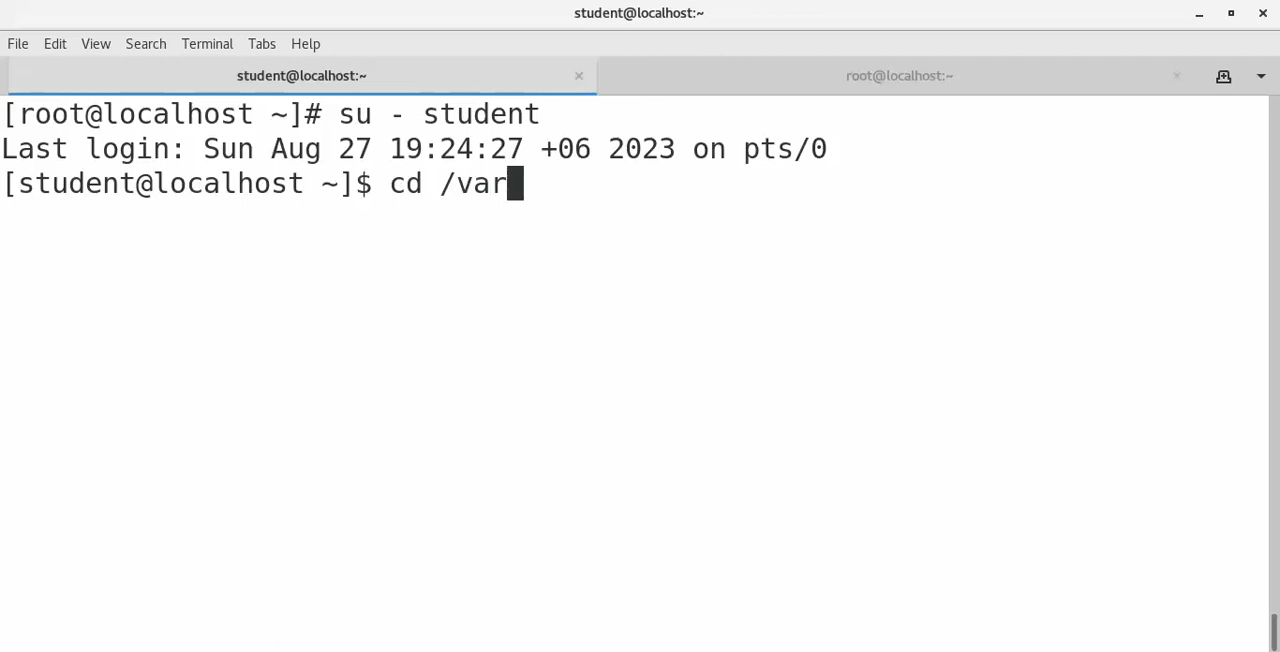 student@localhost:~
File Edit View Search Terminal Tabs Help
student@localhost:~ root@localhost:~
[root@localhost ~]# su - student
Last login: Sun Aug 27 19:24:27 +06 2023 on pts/0
[student@localhost ~]$ cd /var